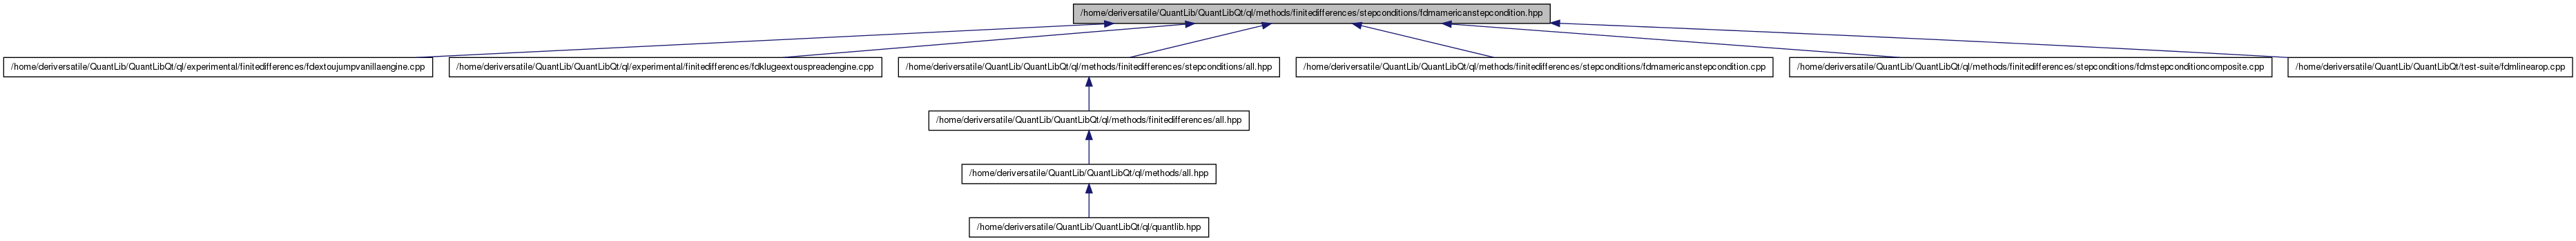 /home/deriversatile/QuantLib/QuantLibQt/ql/methods/finitedifferences/stepconditions/fdmamericanstepcondition.hpp
/home/deriversatile/QuantLib/QuantLibQt/ql/experimental/finitedifferences/fdextoujumpvanillaengine.cpp
/home/deriversatile/QuantLib/QuantLibQt/ql/experimental/finitedifferences/fdklugeextouspreadengine.cpp
/home/deriversatile/QuantLib/QuantLibQt/ql/methods/finitedifferences/stepconditions/all.hpp
/home/deriversatile/QuantLib/QuantLibQt/ql/methods/finitedifferences/stepconditions/fdmamericanstepcondition.cpp
/home/deriversatile/QuantLib/QuantLibQt/ql/methods/finitedifferences/stepconditions/fdmstepconditioncomposite.cpp
/home/deriversatile/QuantLib/QuantLibQt/test-suite/fdmlinearop.cpp
/home/deriversatile/QuantLib/QuantLibQt/ql/methods/finitedifferences/all.hpp
/home/deriversatile/QuantLib/QuantLibQt/ql/methods/all.hpp
/home/deriversatile/QuantLib/QuantLibQt/ql/quantlib.hpp